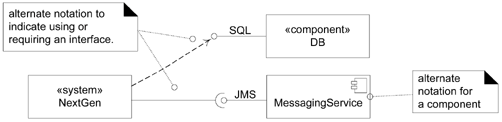 alternate notation to
indicate using or
requiring an interface.
SQL
«component»
DB
«system»
NextGen
JMS
MessagingService
alternate
notation for
a component